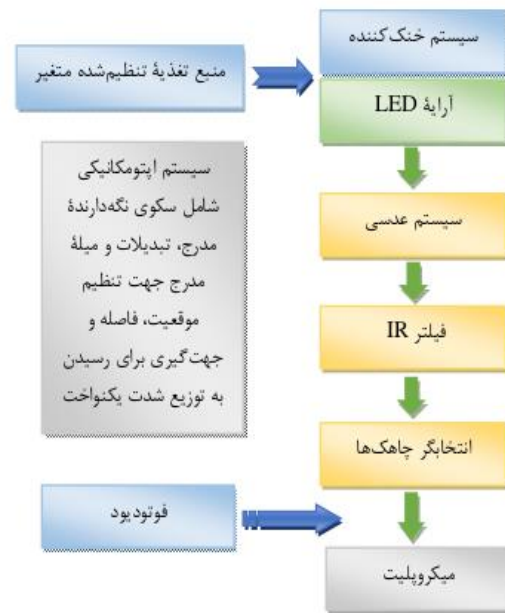 سیستم خنک‌کننده
منبع تغذیهٔ تنظیم‌شده متغیر
آرایهٔ LED
سیستم اپتومکانیکی
شامل سکوی نگه‌دارندهٔ
مدرج، تبدیلات و میلهٔ
مدرج جهت تنظیم
موقعیت، فاصله و
جهت‌گیری برای رسیدن
به توزیع شدت یکنواخت
سیستم عدسی
فیلتر IR
انتخابگر چاهک‌ها
فوتودیود
میکروپلیت